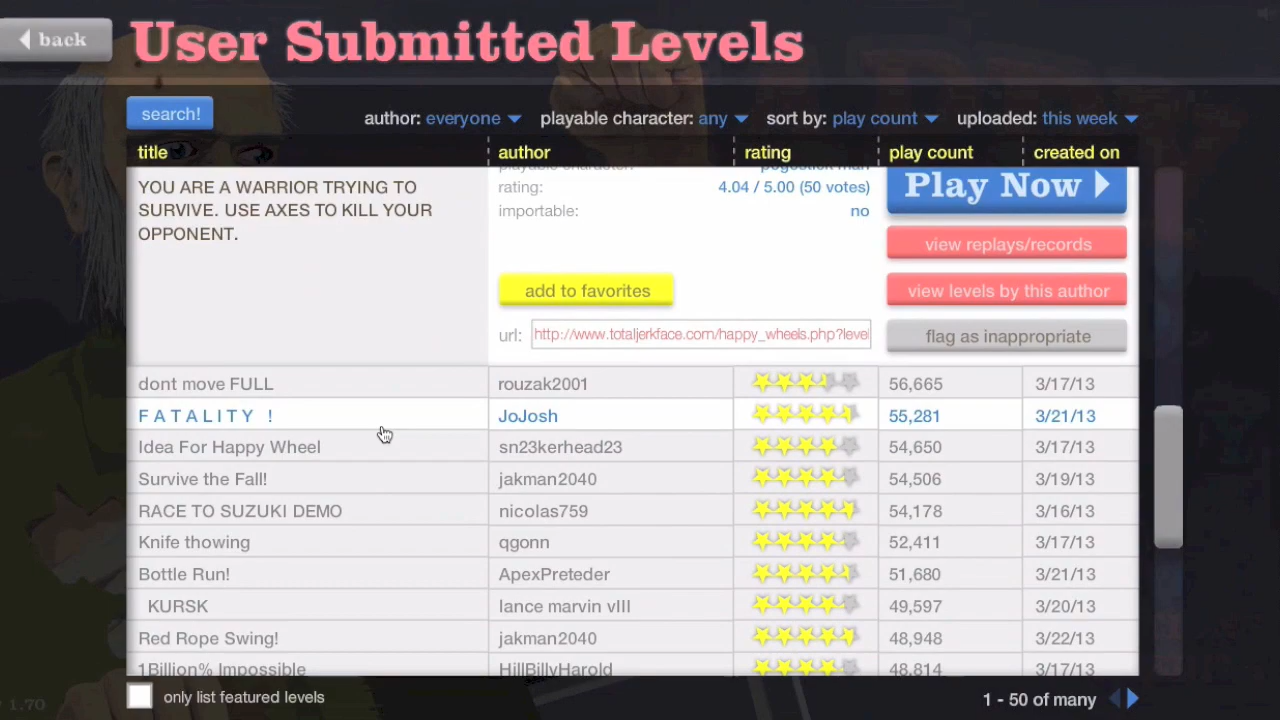 back
User Submitted Levels
search!
author: everyone
playable character: any
sort by: play count
uploaded: this week
title
author
rating
play count
created on
YOU ARE A WARRIOR TRYING TO
SURVIVE. USE AXES TO KILL YOUR
OPPONENT.
playable character: pogostick man
rating: 4.04 / 5.00 (50 votes)
importable: no
add to favorites
url: http://www.totaljerkface.com/happy_wheels.php?level
Play Now
view replays/records
view levels by this author
flag as inappropriate
dont move FULL rouzak2001 56,665 3/17/13
F A T A L I T Y ! JoJosh 55,281 3/21/13
Idea For Happy Wheel sn23kerhead23 54,650 3/17/13
Survive the Fall! jakman2040 54,506 3/19/13
RACE TO SUZUKI DEMO nicolas759 54,178 3/16/13
Knife thowing qgonn 52,411 3/17/13
Bottle Run! ApexPreteder 51,680 3/21/13
KURSK lance marvin vIII 49,597 3/20/13
Red Rope Swing! jakman2040 48,948 3/22/13
1Billion% Impossible HillBillyHarold 48,814 3/17/13
only list featured levels
1 - 50 of many
1.70